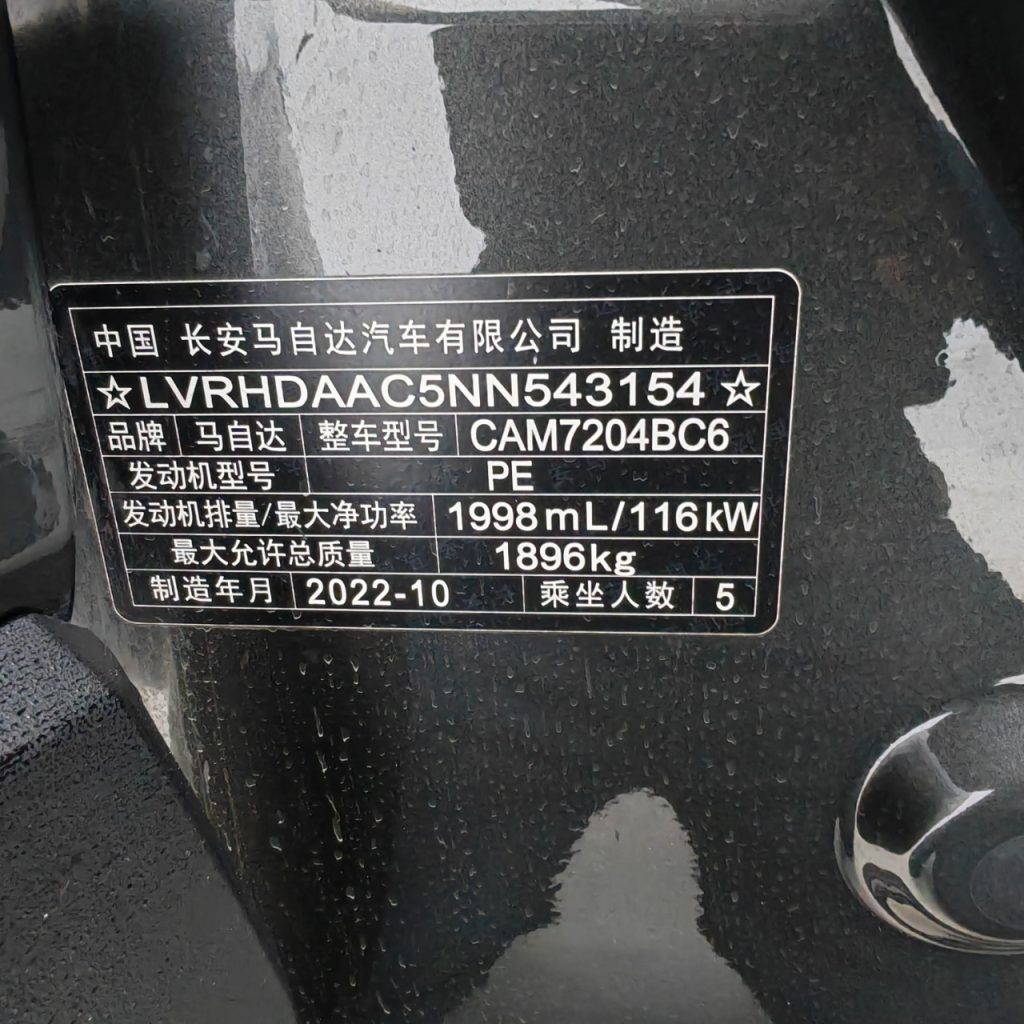 中国 长安马自达汽车有限公司 制造
☆LVRHDAAC5NN543154☆
品牌 马自达 整车型号 CAM7204BC6
发动机型号 PE
发动机排量/最大净功率 1998mL/116kW
最大允许总质量 1896kg
制造年月 2022-10 乘坐人数 5